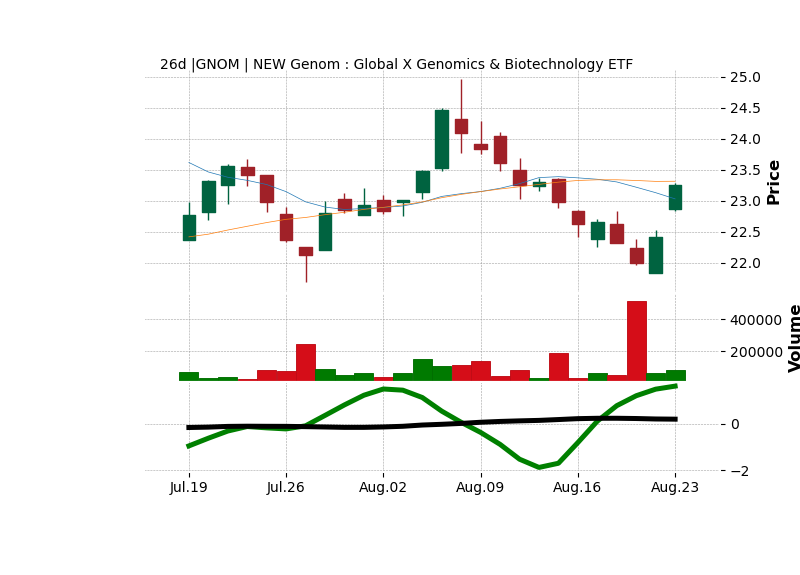 26d |GNOM | NEW Genom : Global X Genomics & Biotechnology ETF
25.0
24.5
24.0
23.5
23.0
22.5
22.0
Price
400000
200000
Volume
0
−2
Jul.19 Jul.26 Aug.02 Aug.09 Aug.16 Aug.23